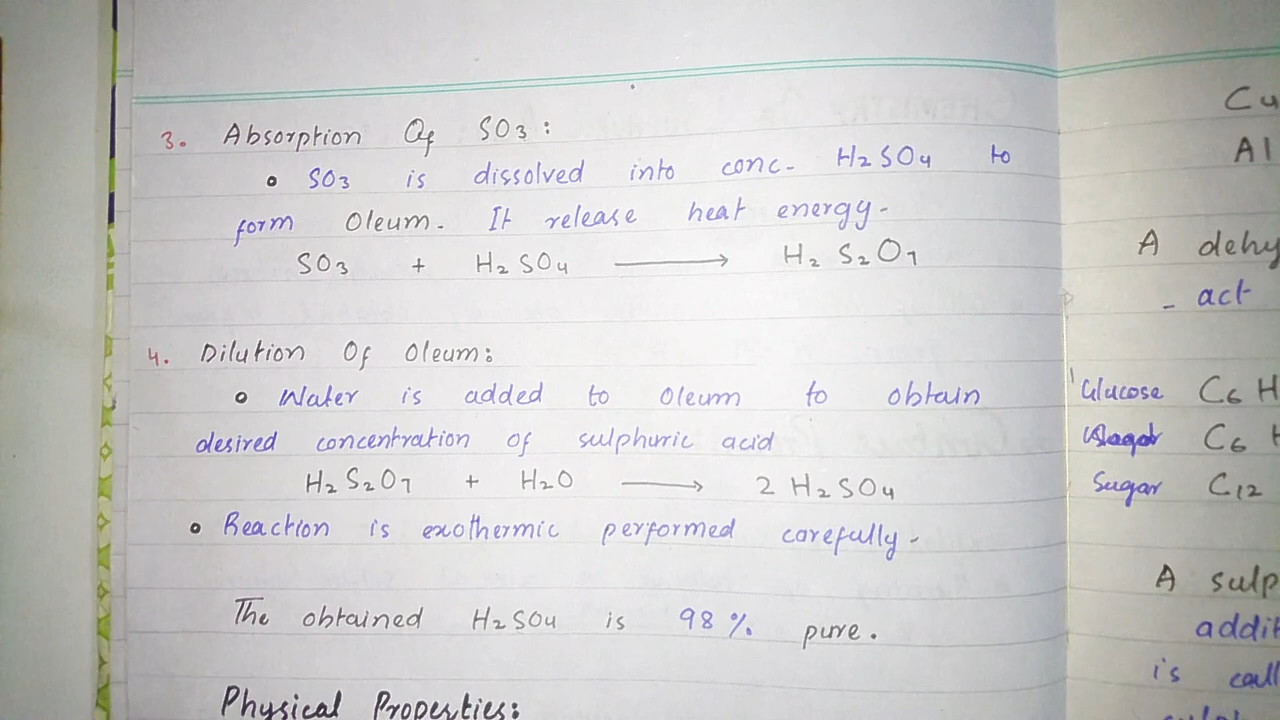 3. Absorption Of SO3:
• SO3 is dissolved into conc. H2SO4 to
form Oleum. It release heat energy.
SO3 + H2SO4 → H2S2O7
4. Dilution Of Oleum:
• Water is added to Oleum to obtain
desired concentration of sulphuric acid
H2S2O7 + H2O → 2 H2SO4
• Reaction is exothermic performed carefully.
The obtained H2SO4 is 98% pure.
Physical Properties:
Cu
Al
A dehy
- act
Glucose C6 H
C6 H
Sugar C12
A sulp
addit
is call